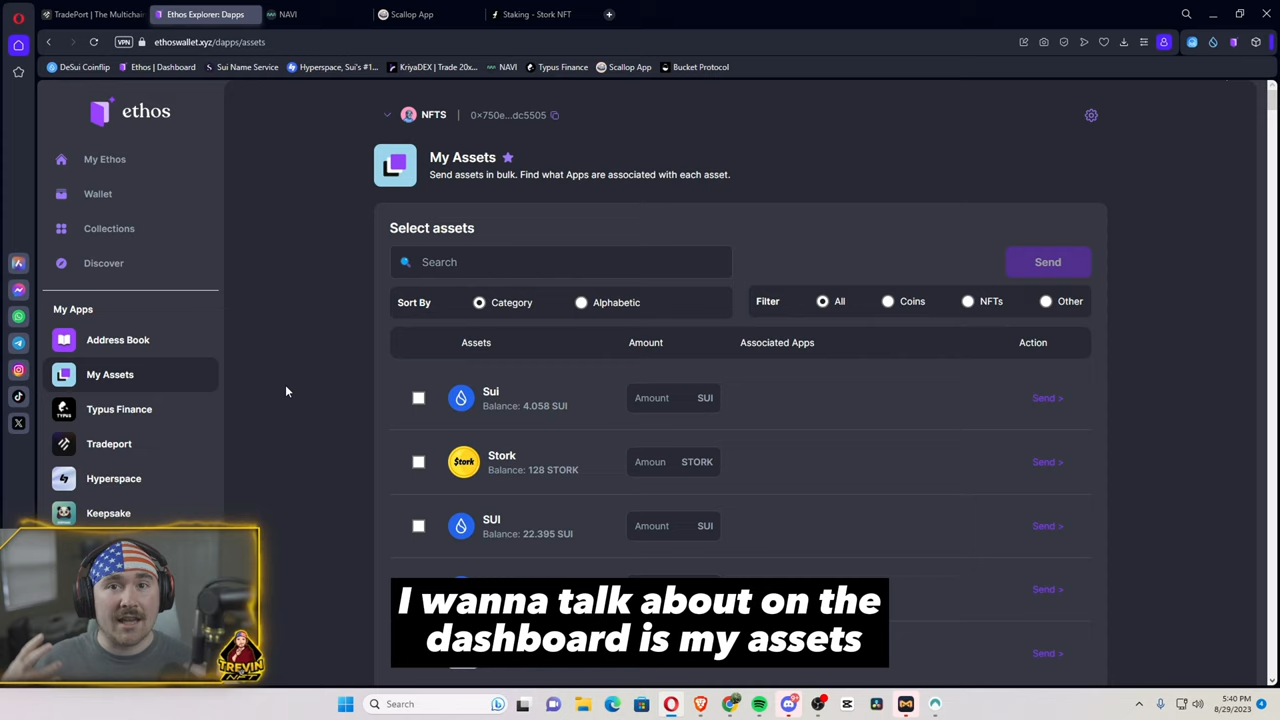 TradePort | The Multichai
Ethos Explorer: Dapps
NAVI
Scallop App
Staking - Stork NFT
VPN
ethoswallet.xyz/dapps/assets
DeSui Coinflip
Ethos | Dashboard
Sui Name Service
Hyperspace, Sui's #1...
KriyaDEX | Trade 20x...
NAVI
Typus Finance
Scallop App
Bucket Protocol
ethos
My Ethos
Wallet
Collections
Discover
My Apps
Address Book
My Assets
Typus Finance
Tradeport
Hyperspace
Keepsake
NFTS
0x750e...dc5505
My Assets
Send assets in bulk. Find what Apps are associated with each asset.
Select assets
Search
Send
Sort By
Category
Alphabetic
Filter
All
Coins
NFTs
Other
Assets
Amount
Associated Apps
Action
Sui
Balance: 4.058 SUI
Amount
SUI
Send >
$tork
Stork
Balance: 128 STORK
Amoun
STORK
Send >
SUI
Balance: 22.395 SUI
Amount
SUI
Send >
Send >
Send >
I wanna talk about on the
dashboard is my assets
TREVIN
NFT
Search
5:40 PM
8/29/2023